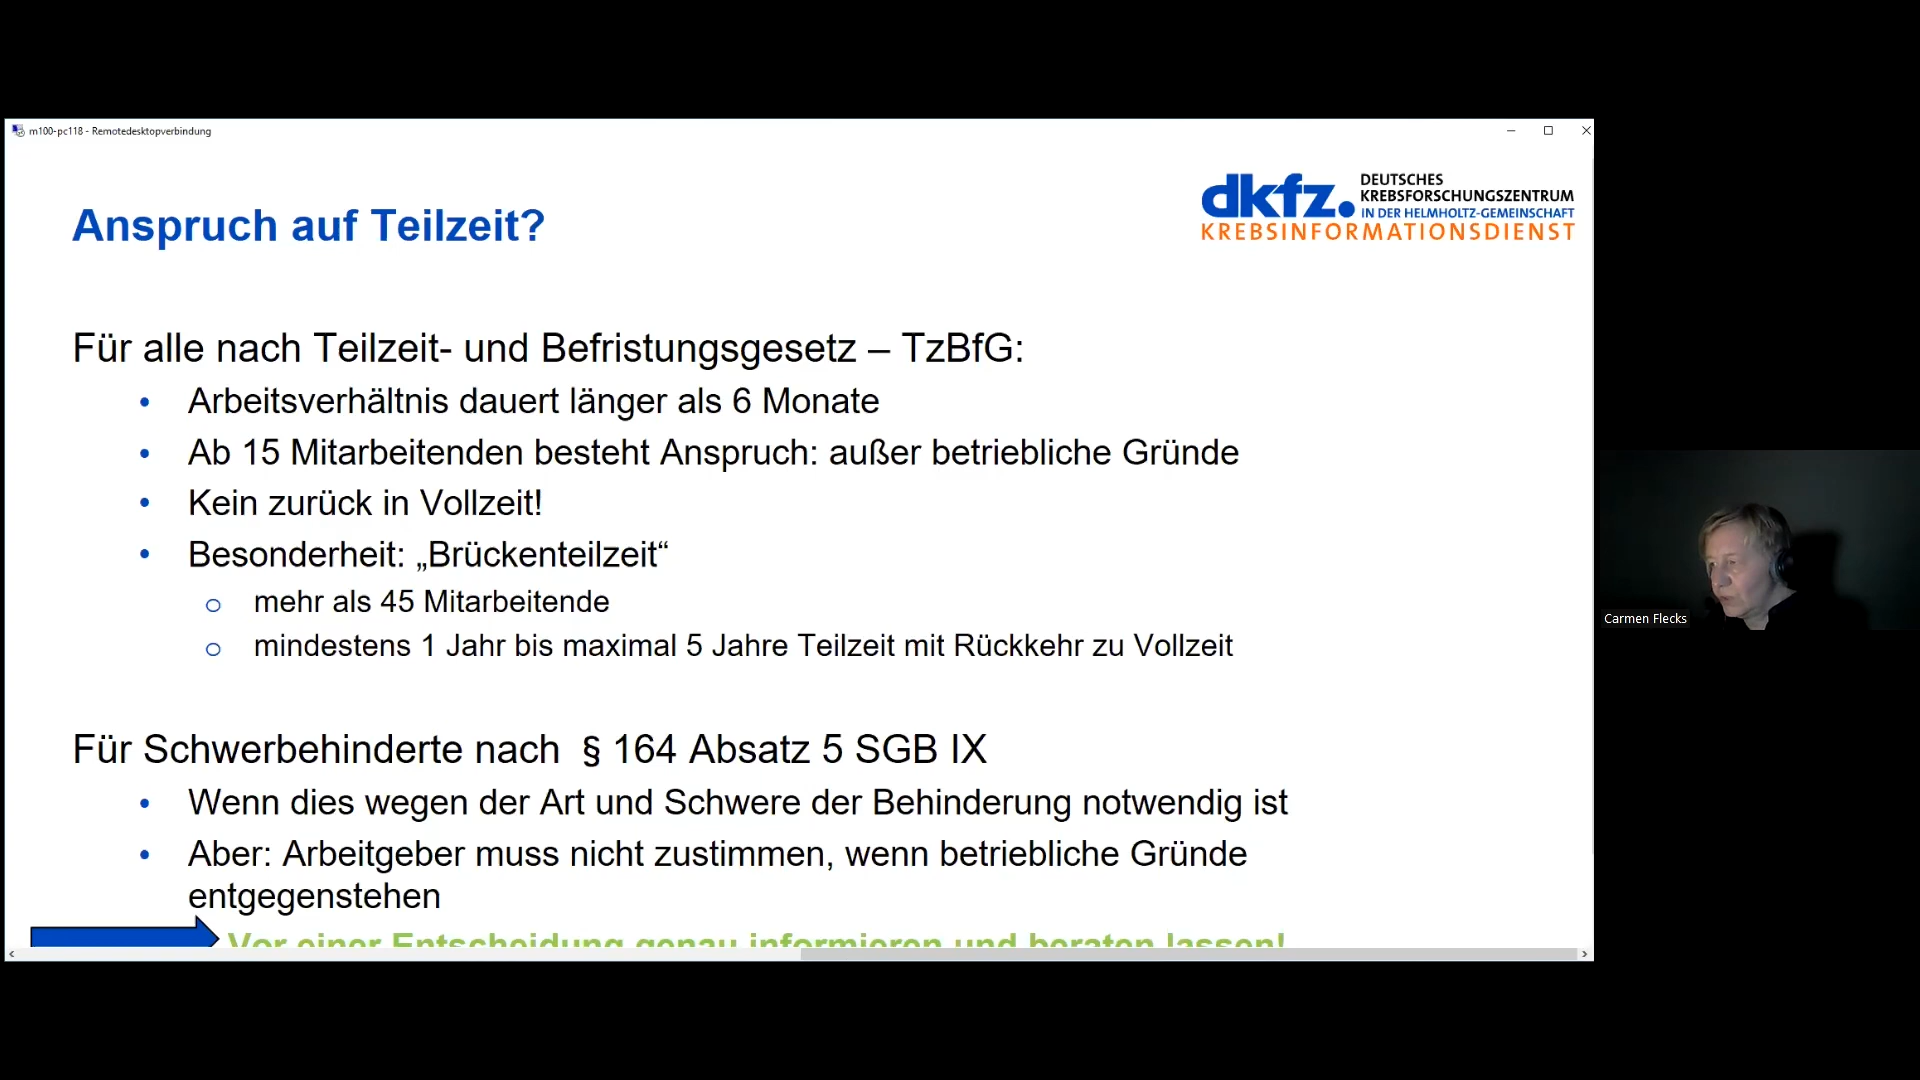 m100-pc118 - Remotedesktopverbindung
Anspruch auf Teilzeit?
dkfz.
DEUTSCHES
KREBSFORSCHUNGSZENTRUM
IN DER HELMHOLTZ-GEMEINSCHAFT
KREBSINFORMATIONSDIENST
Für alle nach Teilzeit- und Befristungsgesetz – TzBfG:
• Arbeitsverhältnis dauert länger als 6 Monate
• Ab 15 Mitarbeitenden besteht Anspruch: außer betriebliche Gründe
• Kein zurück in Vollzeit!
• Besonderheit: „Brückenteilzeit“
o mehr als 45 Mitarbeitende
o mindestens 1 Jahr bis maximal 5 Jahre Teilzeit mit Rückkehr zu Vollzeit
Für Schwerbehinderte nach § 164 Absatz 5 SGB IX
• Wenn dies wegen der Art und Schwere der Behinderung notwendig ist
• Aber: Arbeitgeber muss nicht zustimmen, wenn betriebliche Gründe
entgegenstehen
Vor einer Entscheidung genau informieren und beraten lassen!
Carmen Flecks